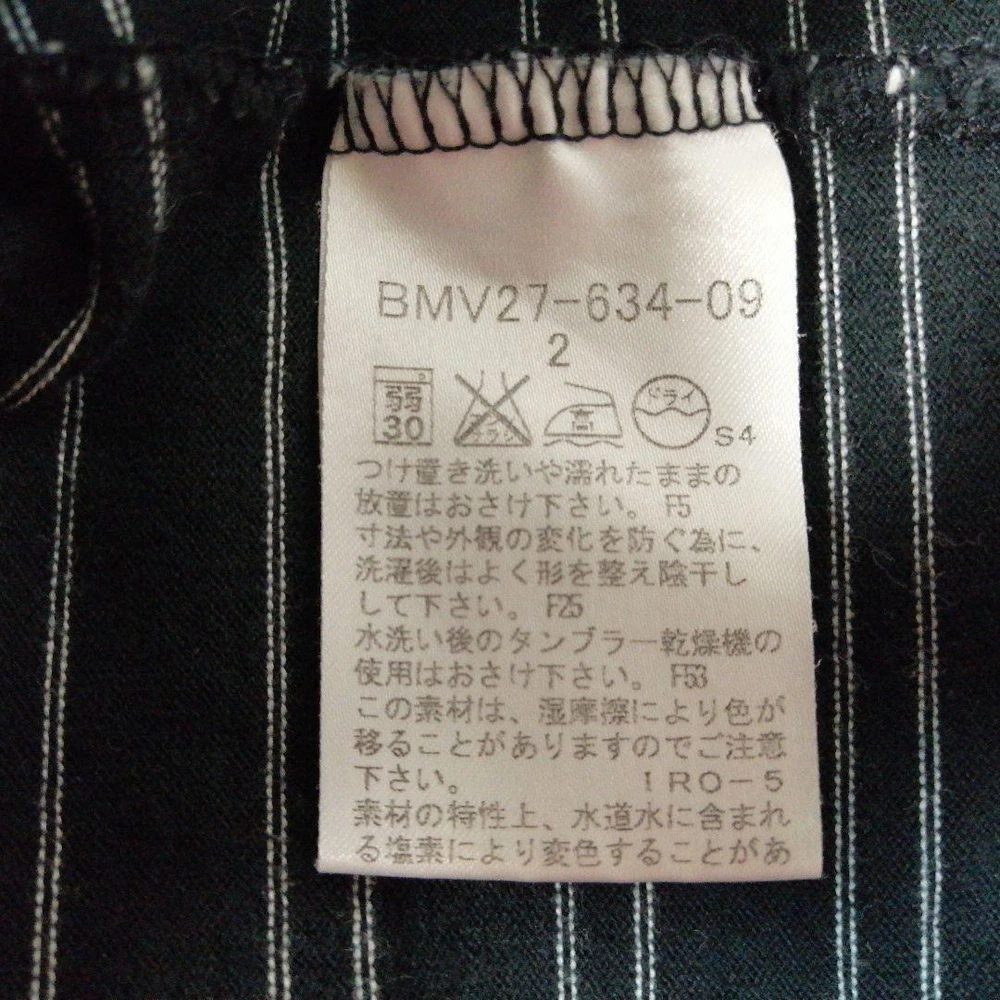 BMV27-634-09
2
弱 エンソ サラシ 高 ドライ
30 S4
つけ置き洗いや濡れたままの
放置はおさけ下さい。 F5
寸法や外観の変化を防ぐ為に、
洗濯後はよく形を整え陰干し
して下さい。 F25
水洗い後のタンブラー乾燥機の
使用はおさけ下さい。 F53
この素材は、湿摩擦により色が
移ることがありますのでご注意
下さい。 IRO-5
素材の特性上、水道水に含まれ
る塩素により変色することがあ